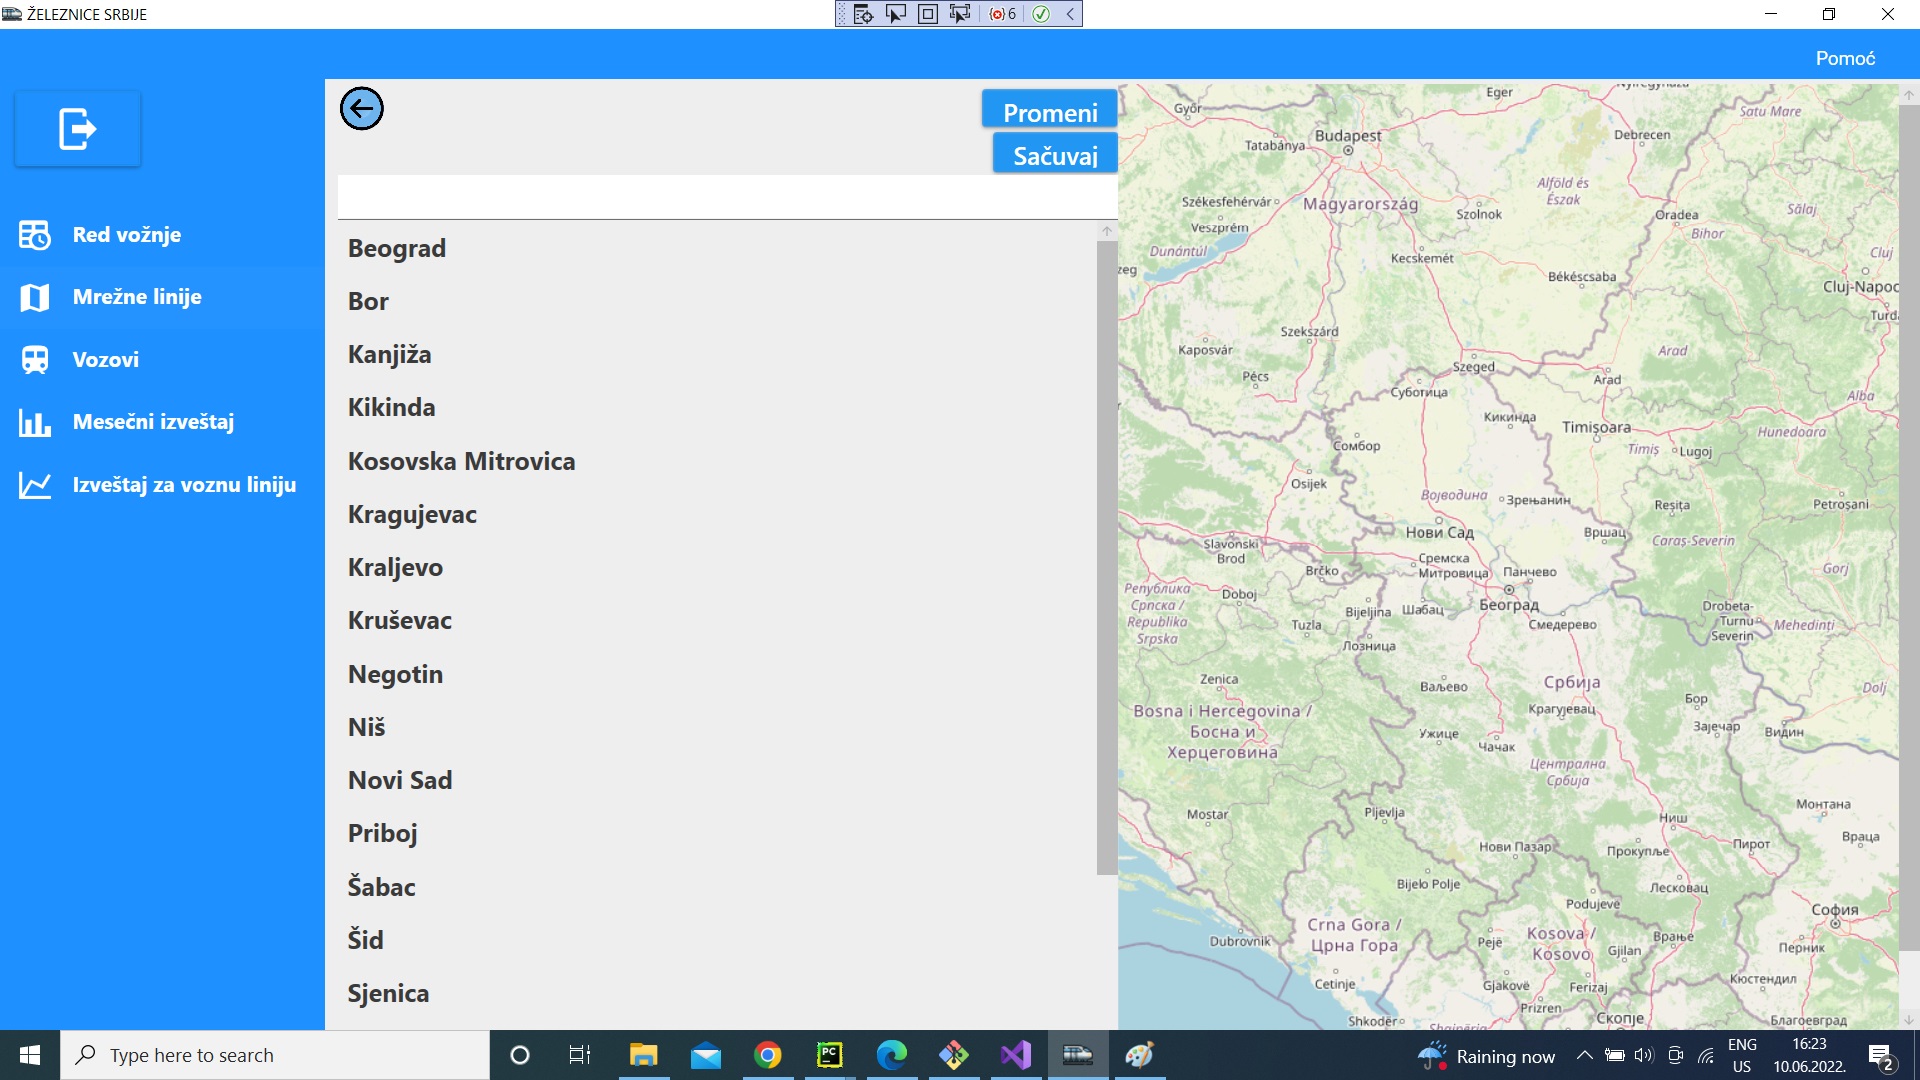 ŽELEZNICE SRBIJE
6
Pomoć
Promeni
Sačuvaj
Red vožnje
Mrežne linije
Vozovi
Mesečni izveštaj
Izveštaj za voznu liniju
Beograd
Bor
Kanjiža
Kikinda
Kosovska Mitrovica
Kragujevac
Kraljevo
Kruševac
Negotin
Niš
Novi Sad
Priboj
Šabac
Šid
Sjenica
Győr
Eger
Satu Mare
Budapest
Debrecen
Tatabánya
Alföld és
Észak
Székesfehérvár
Magyarország
Szolnok
Oradea
Sălaj
Veszprém
Bihor
Dunántúl
Kecskemét
Cluj
zeg
Békéscsaba
Cluj-Napoc
Turda
Szekszárd
Kaposvár
Arad
Szeged
Pécs
Arad
Суботица
Alba
Кикинда
Timișoara
Hunedoara
Сомбор
Timiș
Lugoj
Osijek
Војводина
Зрењанин
Reșița
Petroșani
Нови Сад
Вршац
Caraș-Severin
Slavonski
Brod
Сремска
Митровица
Brčko
Панчево
Gorj
Република
Српска /
Republika
Srpska
Doboj
Bijeljina
Шабац
Београд
Drobeta-
Turnu
Severin
Mehedinți
Tuzla
Смедерево
Лозница
Zenica
Ваљево
Србија
Dolj
Бор
Bosna i Hercegovina /
Босна и
Херцеговина
Крагујевац
Зајечар
Видин
Ужице
Чачак
Централна
Србија
Монтана
Mostar
Pljevlja
Ниш
Враца
Нови Пазар
Прокупље
Пирот
Bijelo Polje
Лесковац
Podujevë
София
Crna Gora /
Црна Гора
Dubrovnik
Pejë
Kosova /
Kosovo
Gjilan
Врање
Перник
Cetinje
Gjakovë
Ferizaj
Кюстендил
Prizren
Shkodër
Скопје
Благоевград
Type here to search
PC
Raining now
ENG
US
16:23
10.06.2022.
2